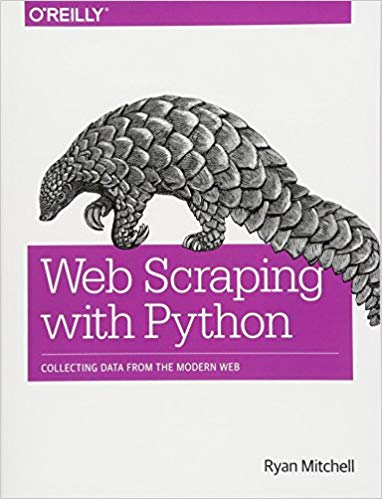 O'REILLY®
Web Scraping
with Python
COLLECTING DATA FROM THE MODERN WEB
Ryan Mitchell